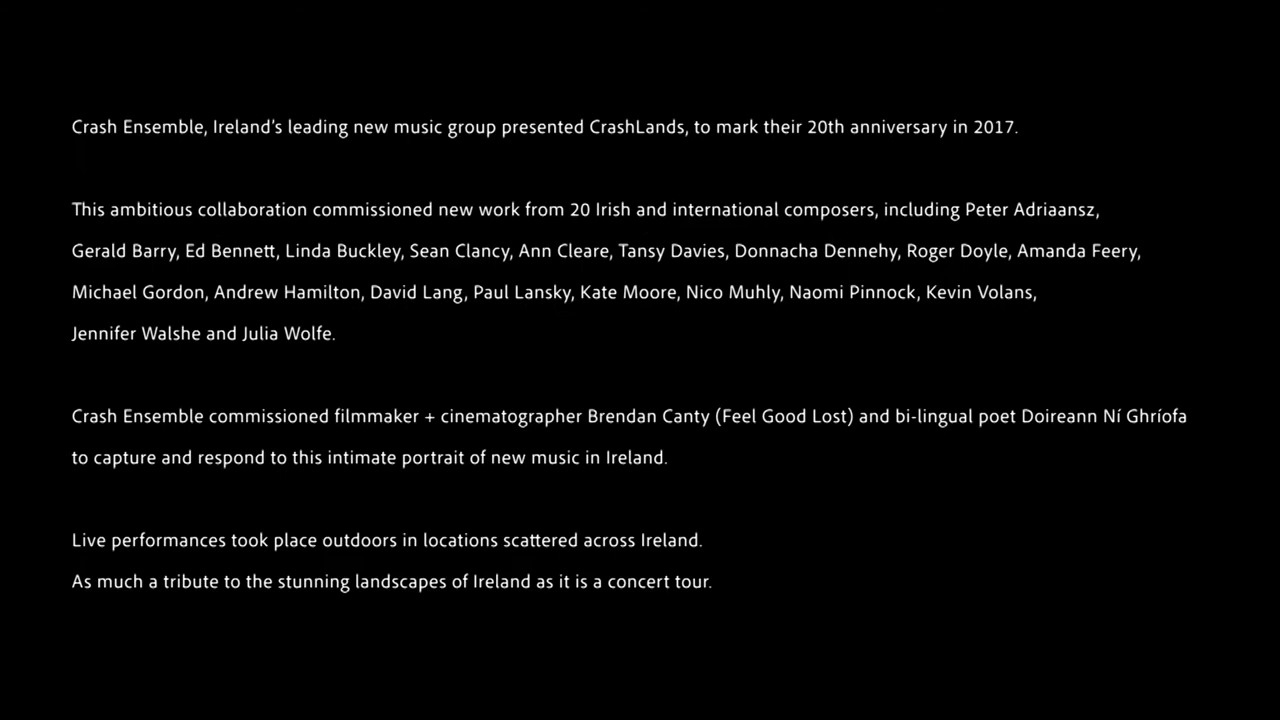 Crash Ensemble, Ireland's leading new music group presented CrashLands, to mark their 20th anniversary in 2017.
This ambitious collaboration commissioned new work from 20 Irish and international composers, including Peter Adriaansz,
Gerald Barry, Ed Bennett, Linda Buckley, Sean Clancy, Ann Cleare, Tansy Davies, Donnacha Dennehy, Roger Doyle, Amanda Feery,
Michael Gordon, Andrew Hamilton, David Lang, Paul Lansky, Kate Moore, Nico Muhly, Naomi Pinnock, Kevin Volans,
Jennifer Walshe and Julia Wolfe.
Crash Ensemble commissioned filmmaker + cinematographer Brendan Canty (Feel Good Lost) and bi-lingual poet Doireann Ní Ghríofa
to capture and respond to this intimate portrait of new music in Ireland.
Live performances took place outdoors in locations scattered across Ireland.
As much a tribute to the stunning landscapes of Ireland as it is a concert tour.